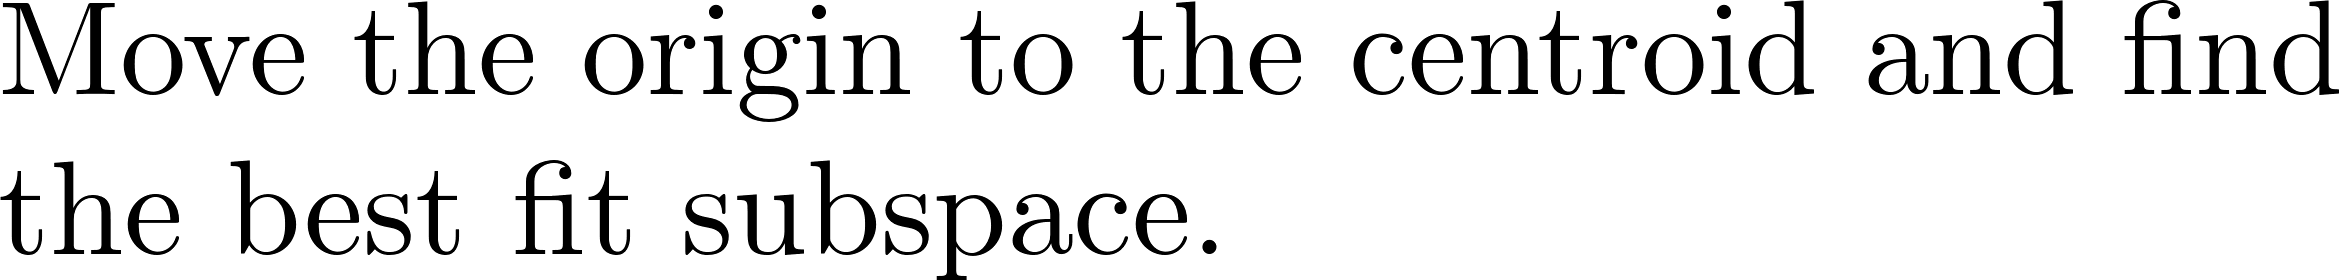 Move the origin to the centroid and find
the best fit subspace.